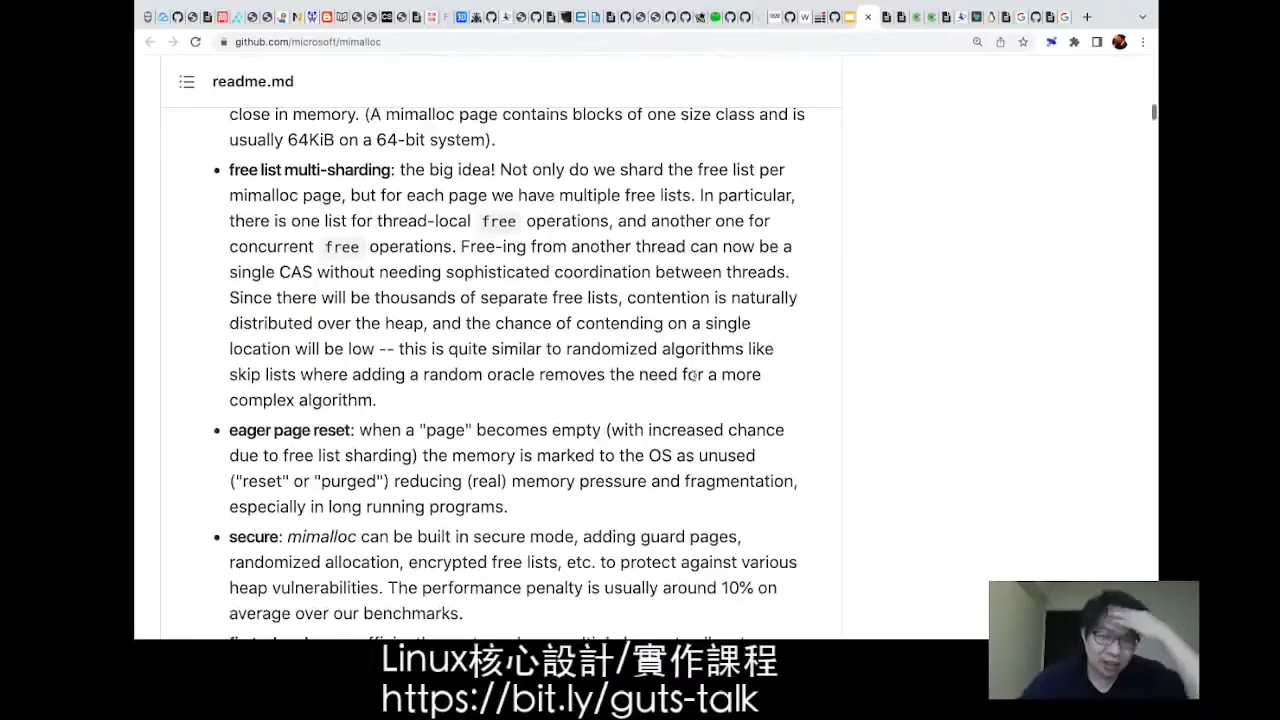 github.com/microsoft/mimalloc
readme.md
close in memory. (A mimalloc page contains blocks of one size class and is
usually 64KiB on a 64-bit system).
• free list multi-sharding: the big idea! Not only do we shard the free list per
mimalloc page, but for each page we have multiple free lists. In particular,
there is one list for thread-local free operations, and another one for
concurrent free operations. Free-ing from another thread can now be a
single CAS without needing sophisticated coordination between threads.
Since there will be thousands of separate free lists, contention is naturally
distributed over the heap, and the chance of contending on a single
location will be low -- this is quite similar to randomized algorithms like
skip lists where adding a random oracle removes the need for a more
complex algorithm.
• eager page reset: when a "page" becomes empty (with increased chance
due to free list sharding) the memory is marked to the OS as unused
("reset" or "purged") reducing (real) memory pressure and fragmentation,
especially in long running programs.
• secure: mimalloc can be built in secure mode, adding guard pages,
randomized allocation, encrypted free lists, etc. to protect against various
heap vulnerabilities. The performance penalty is usually around 10% on
average over our benchmarks.
Linux核心設計/實作課程
https://bit.ly/guts-talk